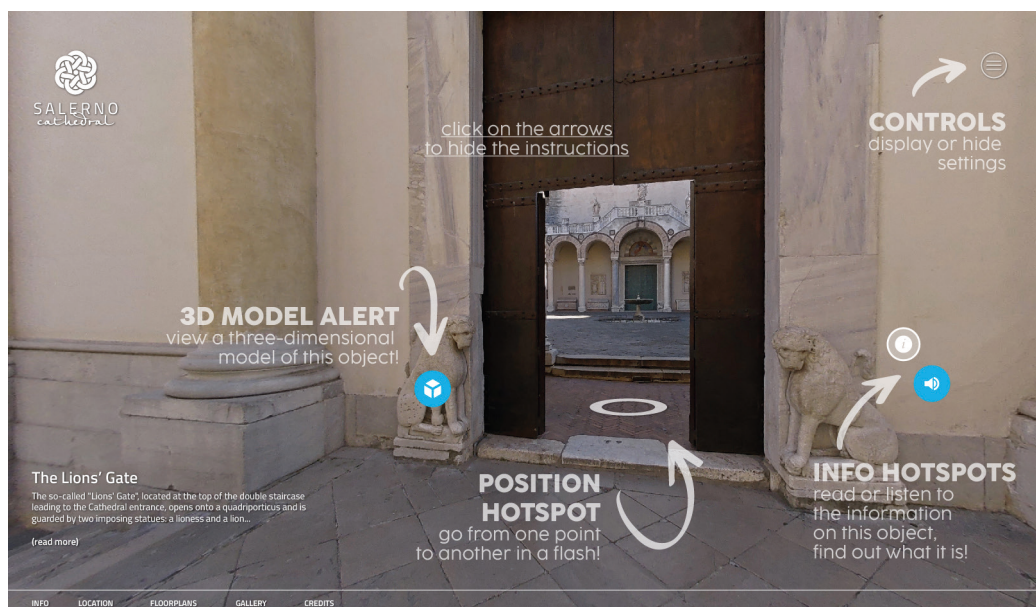 SALERNO
cathedral
click on the arrows
to hide the instructions
CONTROLS
display or hide
settings
3D MODEL ALERT
view a three-dimensional
model of this object!
i
The Lions' Gate
The so-called "Lions' Gate", located at the top of the double staircase
leading to the Cathedral entrance, opens onto a quadriporticus and is
guarded by two imposing statues: a lioness and a lion...
(read more)
POSITION
HOTSPOT
go from one point
to another in a flash!
INFO HOTSPOTS
read or listen to
the information
on this object,
find out what it is!
INFO LOCATION FLOORPLANS GALLERY CREDITS